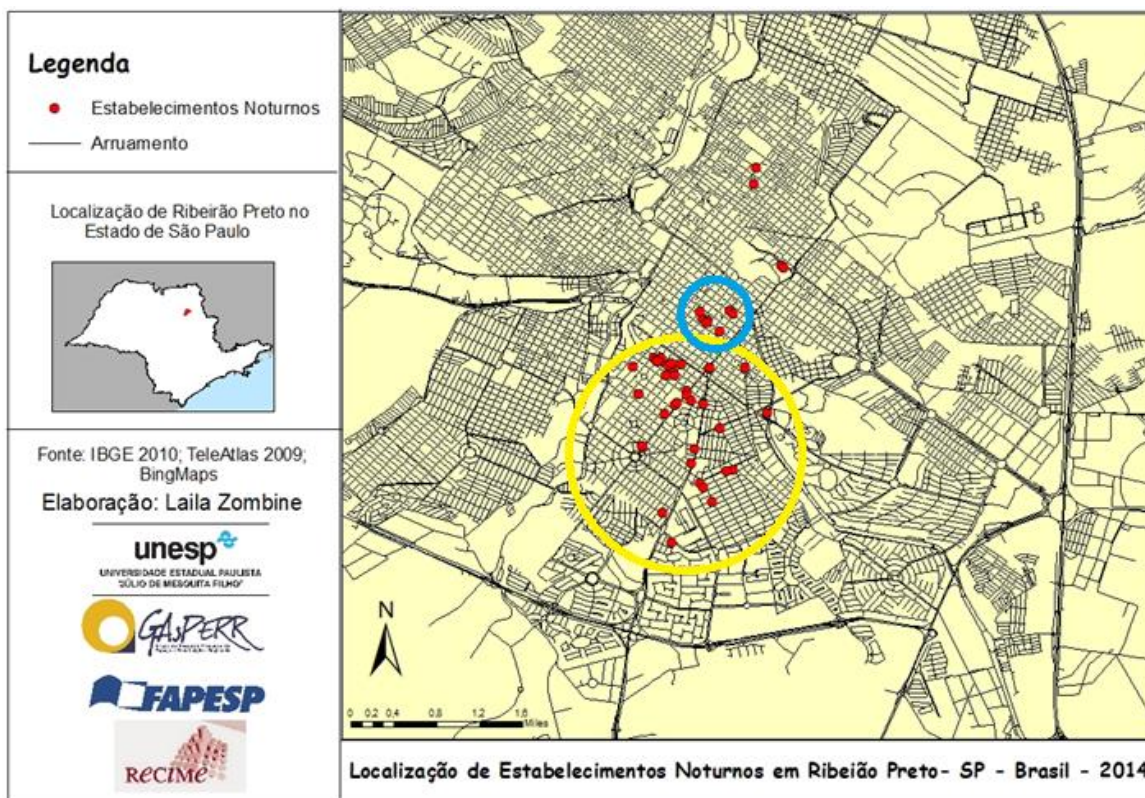 Legenda
Estabelecimentos Noturnos
Arruamento
Localização de Ribeirão Preto no
Estado de São Paulo
Fonte: IBGE 2010; TeleAtlas 2009;
BingMaps
Elaboração: Laila Zombine
unesp
UNIVERSIDADE ESTADUAL PAULISTA
"JÚLIO DE MESQUITA FILHO"
GAsPERR
FAPESP
ReCiMe
N
0 0,2 0,4 0,8 1,2 1,6
Miles
Localização de Estabelecimentos Noturnos em Ribeião Preto- SP - Brasil - 2014